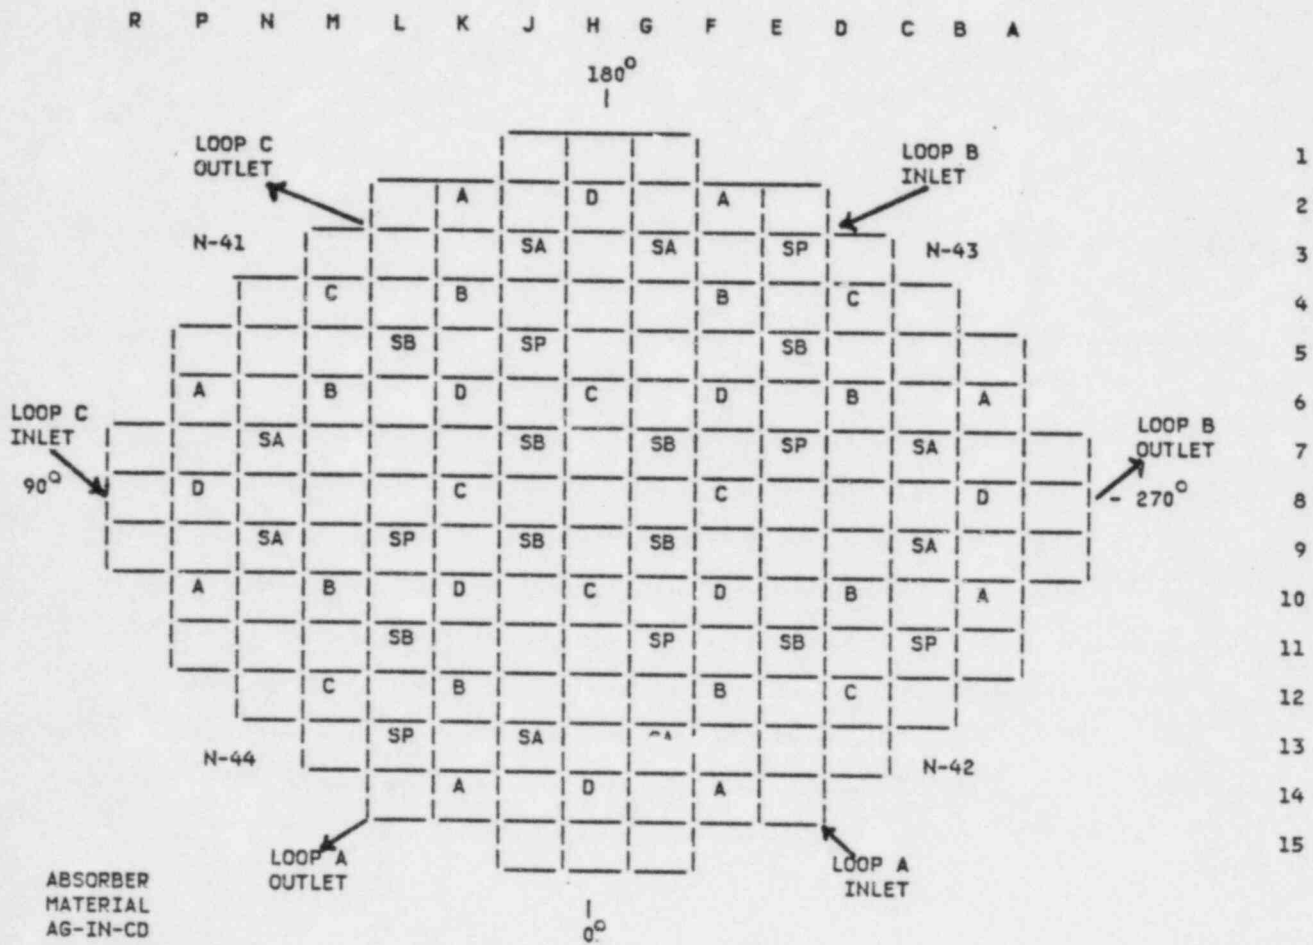 R P N M L K J H G F E D C B A
180°
1
LOOP C
OUTLET
LOOP B
INLET
A D A 2
N-41 SA SA SP N-43 3
C B B C 4
SB SP SB 5
A B D C D B A 6
LOOP C
INLET
SA SB SB SP SA 7
LOOP B
OUTLET
90° D C C D - 270° 8
SA SP SB SB SA 9
A B D C D B A 10
SB SP SB SP 11
C B B C 12
SP SA 13
N-44 N-42
A D A 14
15
LOOP A
OUTLET
LOOP A
INLET
ABSORBER
MATERIAL
AG-IN-CD
0°